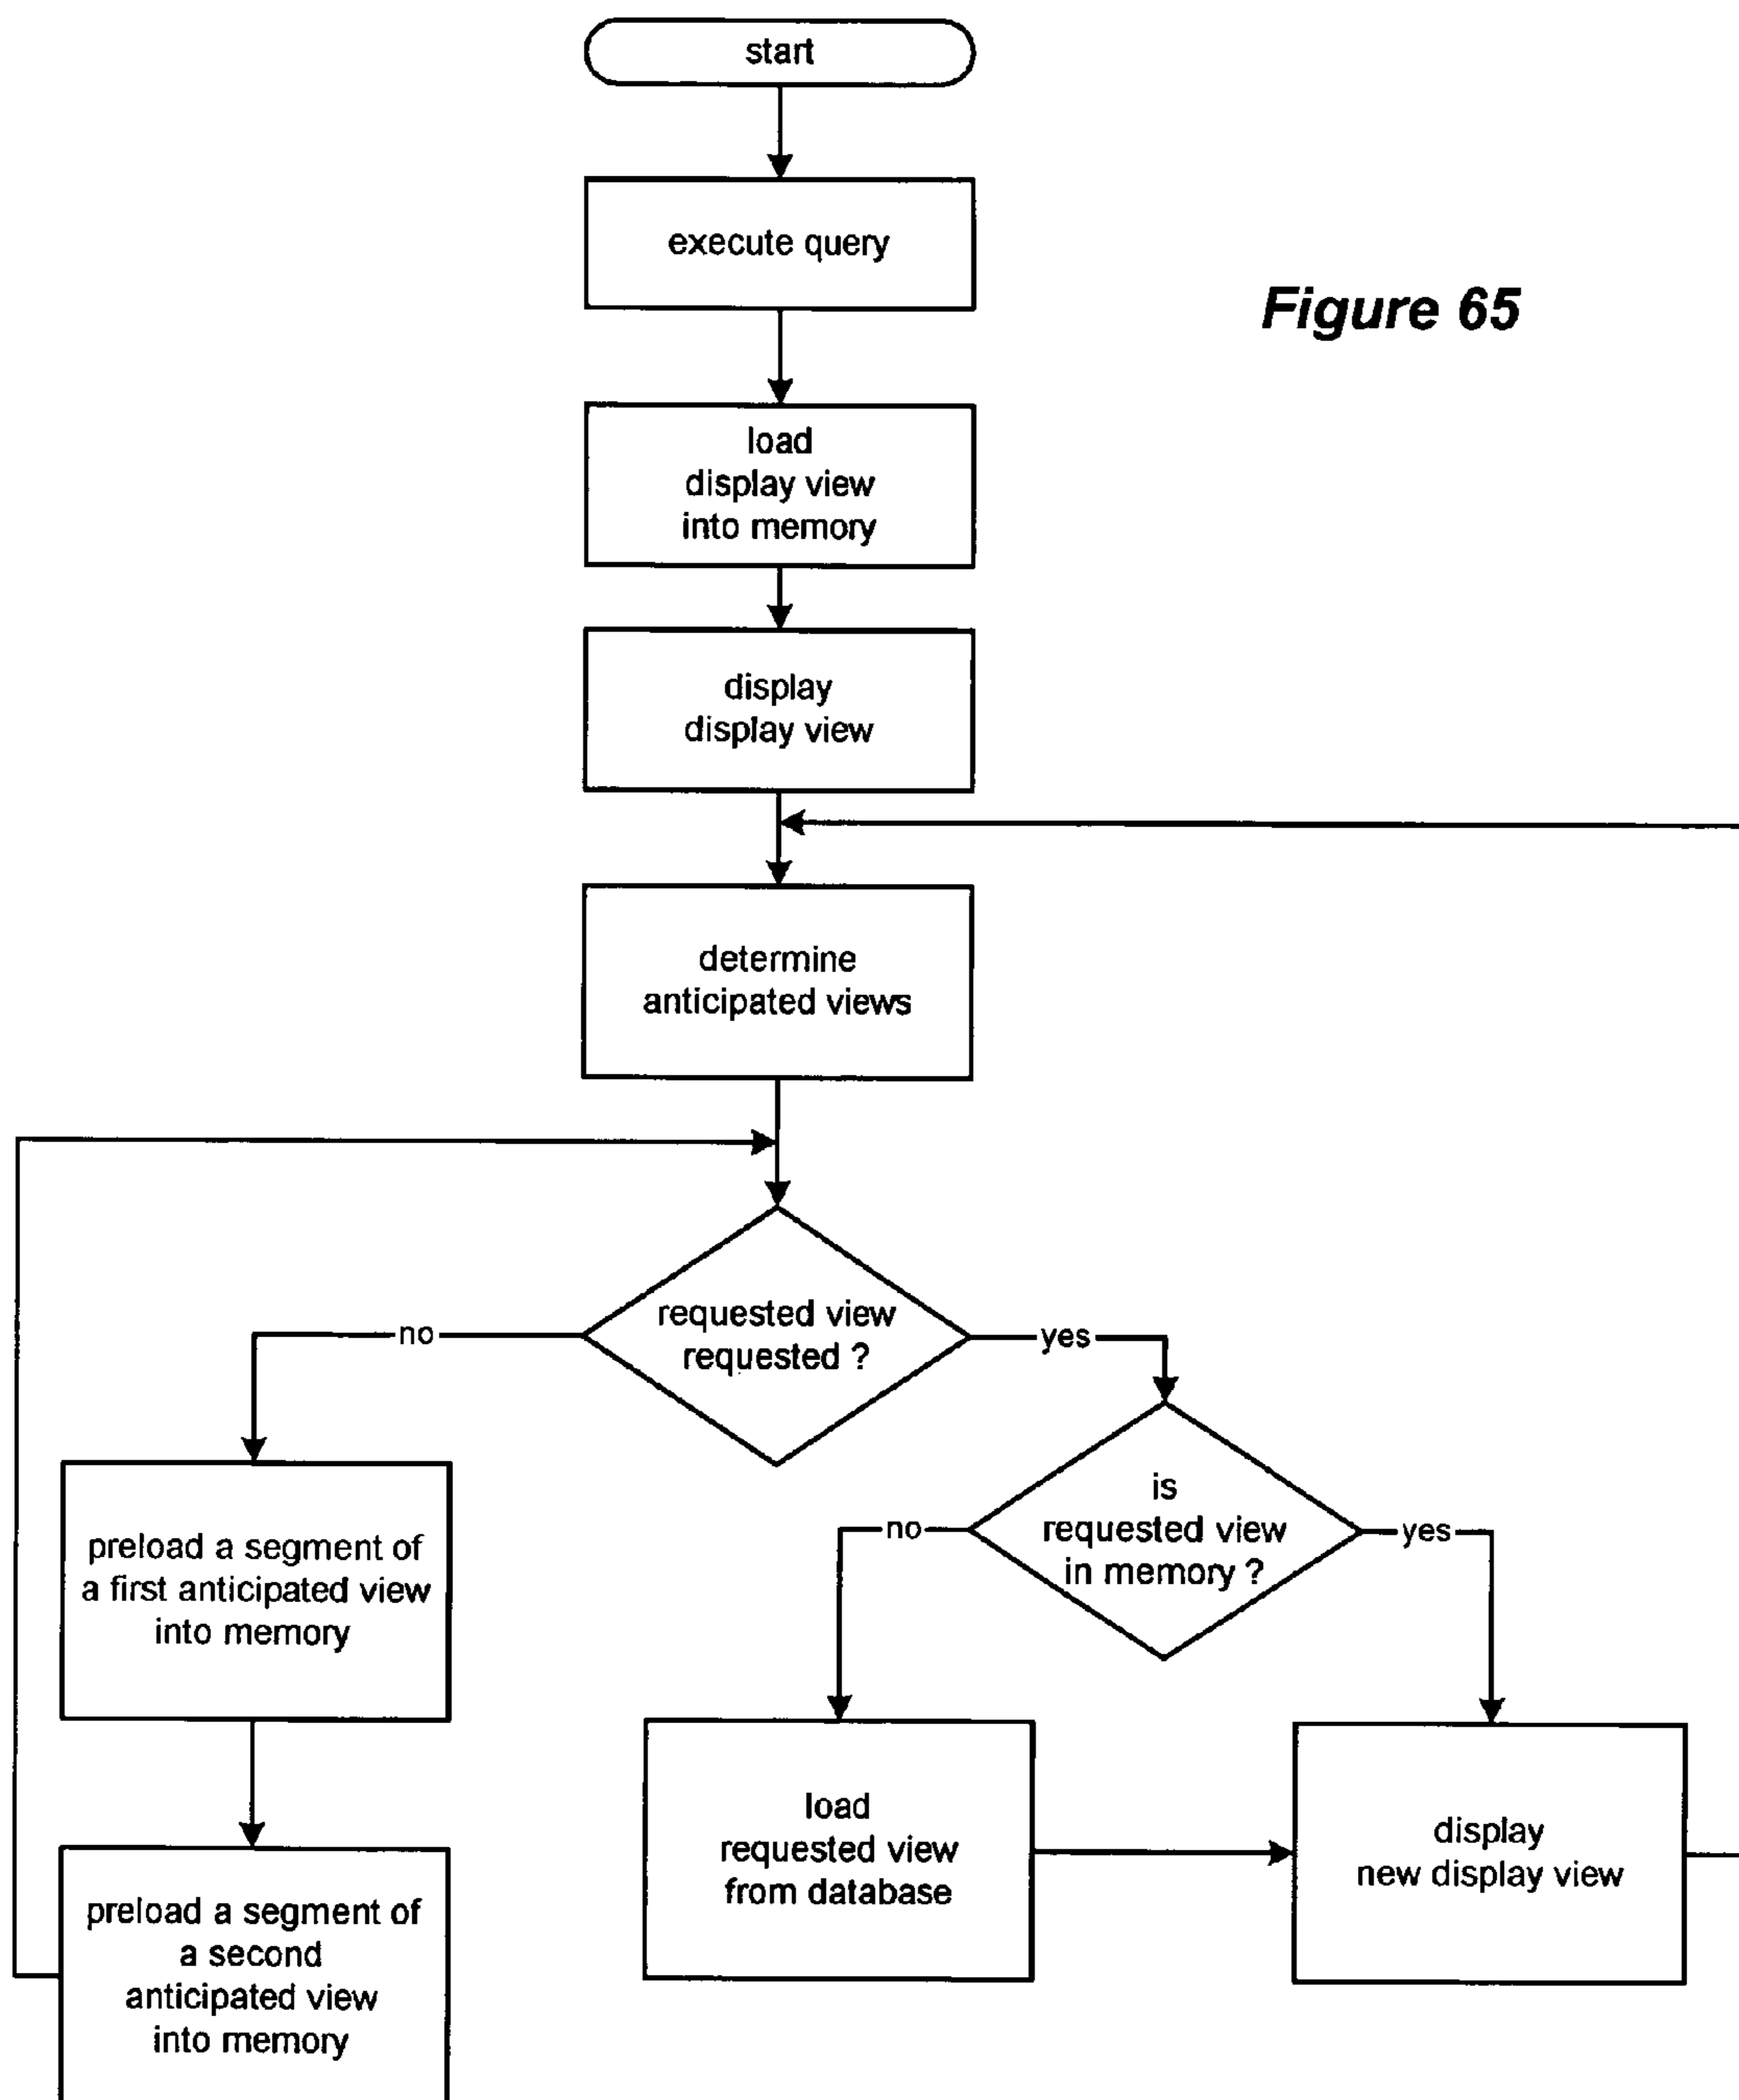 start
execute query
Figure 65
load
display view
into memory
display
display view
determine
anticipated views
requested view
requested ?
no
yes
is
requested view
in memory ?
no
yes
preload a segment of
a first anticipated view
into memory
load
requested view
from database
display
new display view
preload a segment of
a second
anticipated view
into memory